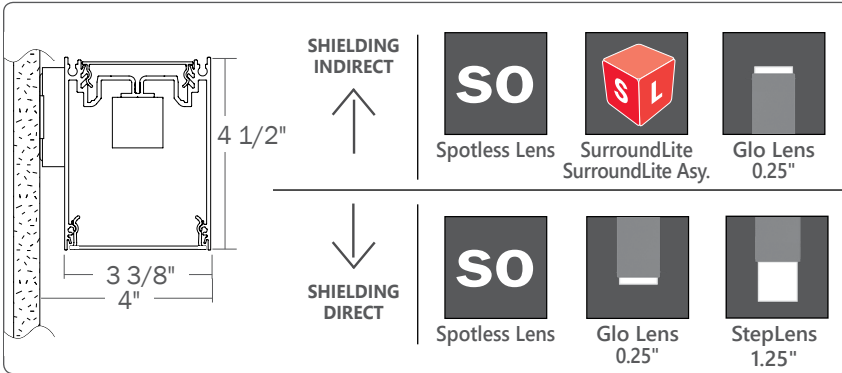 4 1/2"
3 3/8"
4"
SHIELDING
INDIRECT
SO
Spotless Lens
S L
SurroundLite
SurroundLite Asy.
Glo Lens
0.25"
SHIELDING
DIRECT
SO
Spotless Lens
Glo Lens
0.25"
StepLens
1.25"